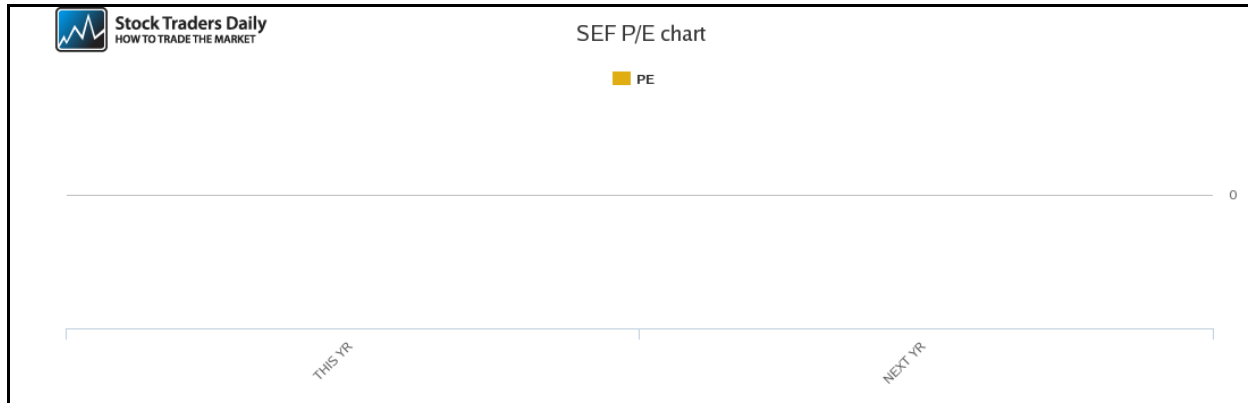 Stock Traders Daily
HOW TO TRADE THE MARKET
SEF P/E chart
PE
0
THIS YR
NEXT YR